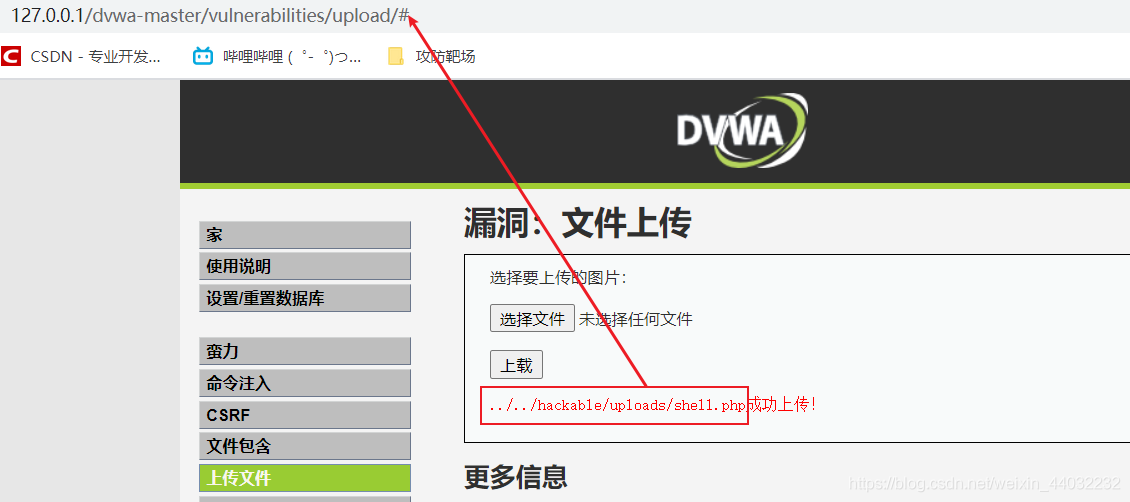 127.0.0.1/dvwa-master/vulnerabilities/upload/#
CSDN - 专业开发... 哔哩哔哩 ( ゜- ゜)つ... 攻防靶场
DVWA
漏洞：文件上传
家
使用说明
设置/重置数据库
蛮力
命令注入
CSRF
文件包含
上传文件
选择要上传的图片：
选择文件 未选择任何文件
上载
../../hackable/uploads/shell.php成功上传！
更多信息
https://blog.csdn.net/weixin_44032232